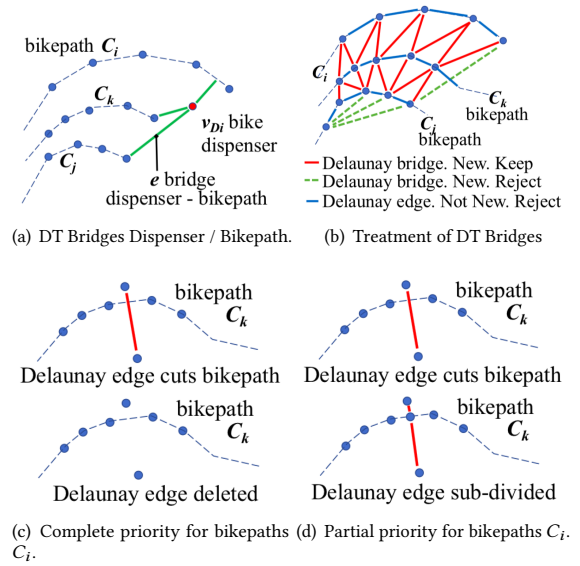 bikepath C_i
C_k
C_j
v_Di bike
dispenser
e bridge
dispenser - bikepath
(a) DT Bridges Dispenser / Bikepath.
C_i
C_k
bikepath
C_j
bikepath
Delaunay bridge. New. Keep
Delaunay bridge. New. Reject
Delaunay edge. Not New. Reject
(b) Treatment of DT Bridges
bikepath
C_k
Delaunay edge cuts bikepath
bikepath
C_k
Delaunay edge deleted
(c) Complete priority for bikepaths
C_i.
bikepath
C_k
Delaunay edge cuts bikepath
bikepath
C_k
Delaunay edge sub-divided
(d) Partial priority for bikepaths C_i.